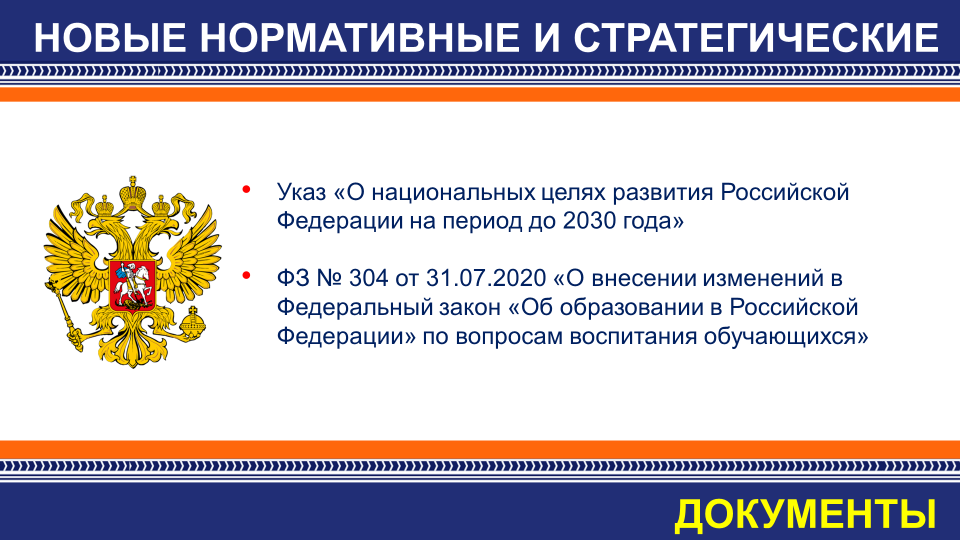 НОВЫЕ НОРМАТИВНЫЕ И СТРАТЕГИЧЕСКИЕ
• Указ «О национальных целях развития Российской
Федерации на период до 2030 года»
• ФЗ № 304 от 31.07.2020 «О внесении изменений в
Федеральный закон «Об образовании в Российской
Федерации» по вопросам воспитания обучающихся»
ДОКУМЕНТЫ